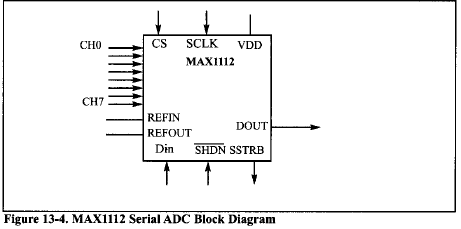 CH0
CS SCLK VDD
MAX1112
CH7
REFIN
REFOUT
DOUT
Din SHDN SSTRB
Figure 13-4. MAX1112 Serial ADC Block Diagram